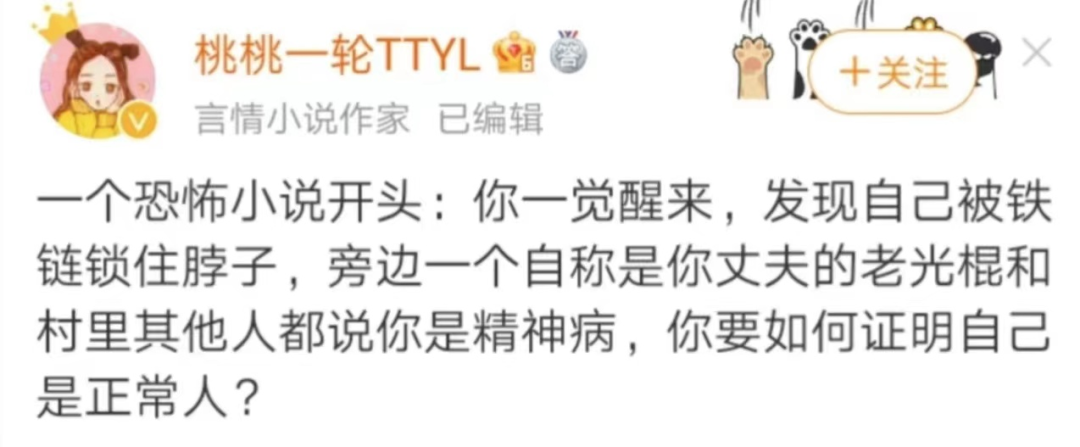 桃桃一轮TTYL
言情小说作家 已编辑
+关注
一个恐怖小说开头：你一觉醒来，发现自己被铁
链锁住脖子，旁边一个自称是你丈夫的老光棍和
村里其他人都说你是精神病，你要如何证明自己
是正常人？